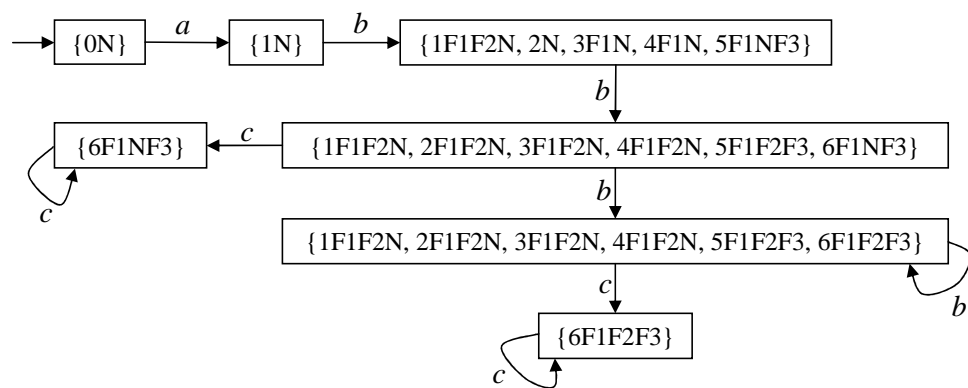 a
b
{0N} {1N} {1F1F2N, 2N, 3F1N, 4F1N, 5F1NF3}
b
c
{6F1NF3} {1F1F2N, 2F1F2N, 3F1F2N, 4F1F2N, 5F1F2F3, 6F1NF3}
c
b
{1F1F2N, 2F1F2N, 3F1F2N, 4F1F2N, 5F1F2F3, 6F1F2F3}
c
b
{6F1F2F3}
c